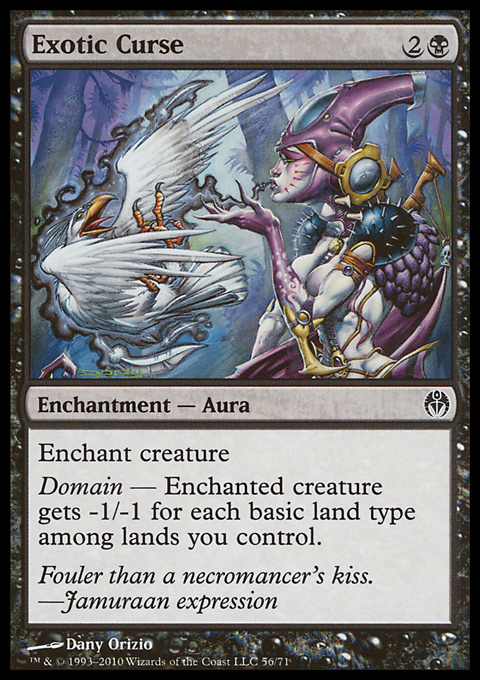 Exotic Curse 2
Enchantment — Aura
Enchant creature
Domain — Enchanted creature
gets -1/-1 for each basic land type
among lands you control.
Fouler than a necromancer's kiss.
—Jamuraan expression
Dany Orizio
™ & © 1993–2010 Wizards of the Coast LLC 56/71